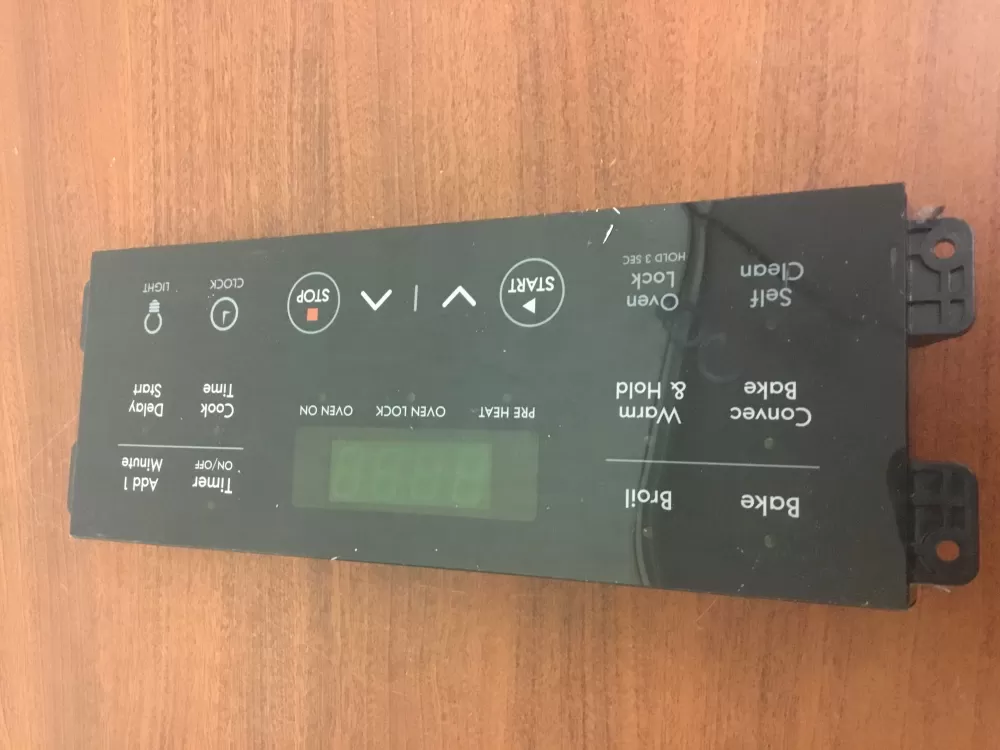 Bake
Broil
Convec
Bake
Warm
& Hold
Self
Clean
Oven
Lock
HOLD 3 SEC
PRE HEAT
OVEN LOCK
OVEN ON
START
STOP
Timer
ON/OFF
Add 1
Minute
Cook
Time
Delay
Start
CLOCK
LIGHT